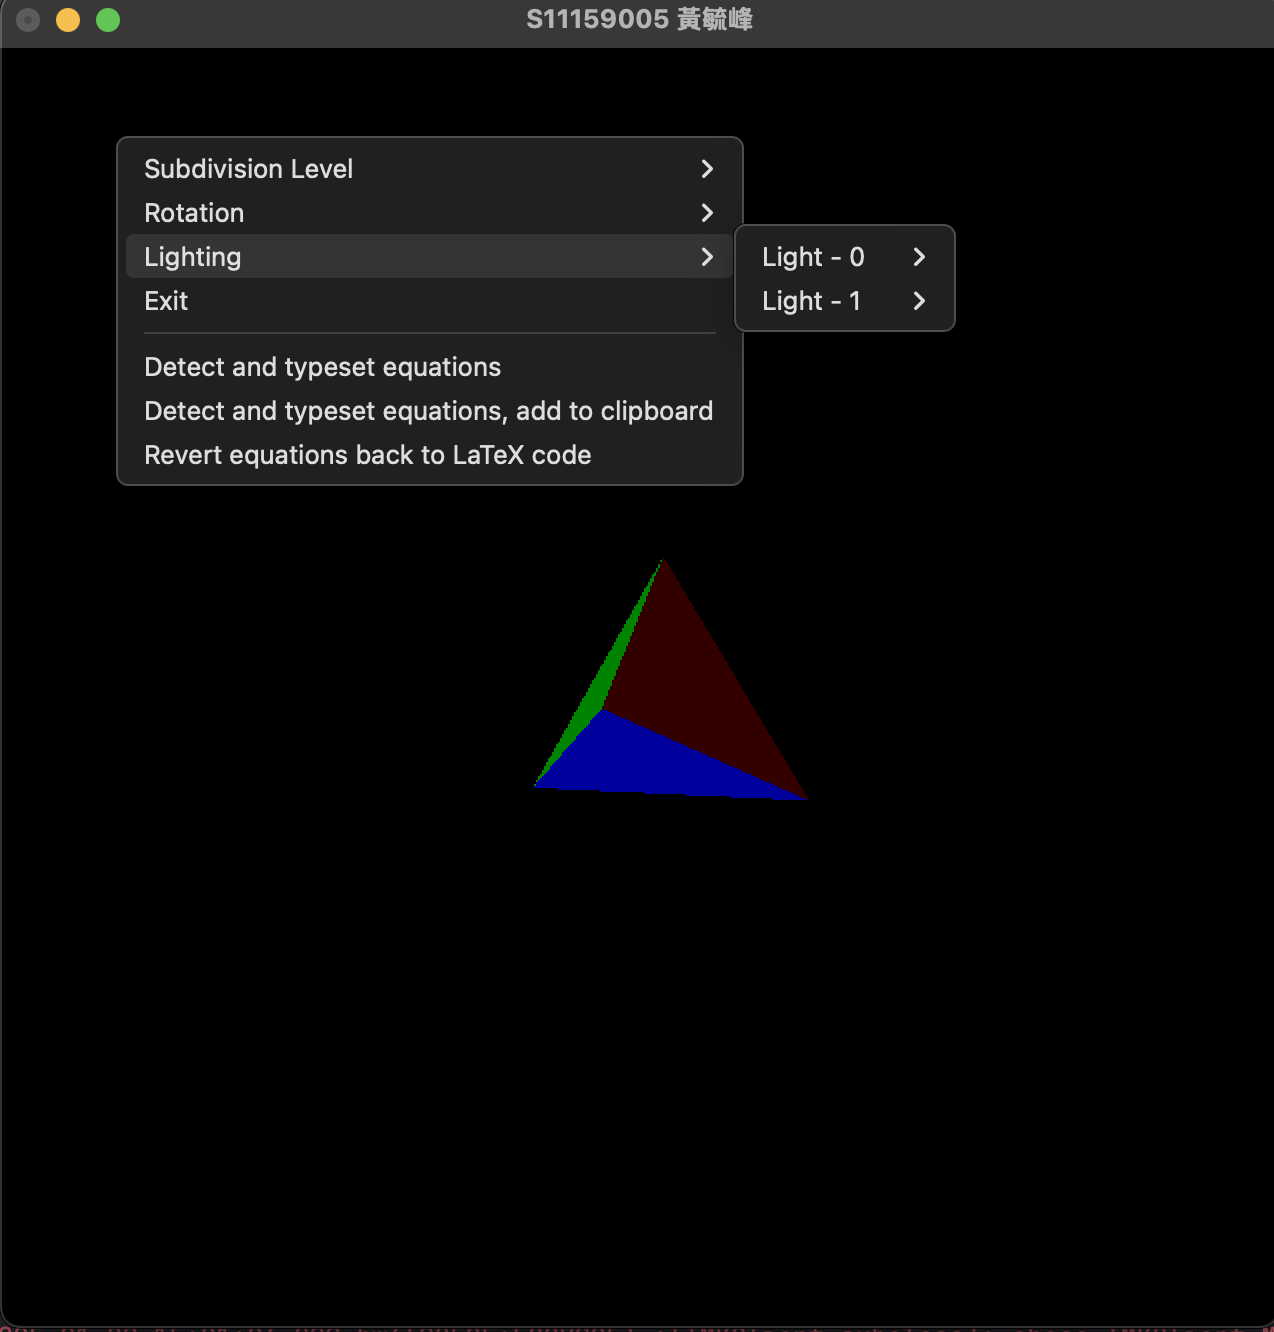 S11159005 黃毓峰
Subdivision Level
Rotation
Lighting
Light - 0
Exit
Light - 1
Detect and typeset equations
Detect and typeset equations, add to clipboard
Revert equations back to LaTeX code